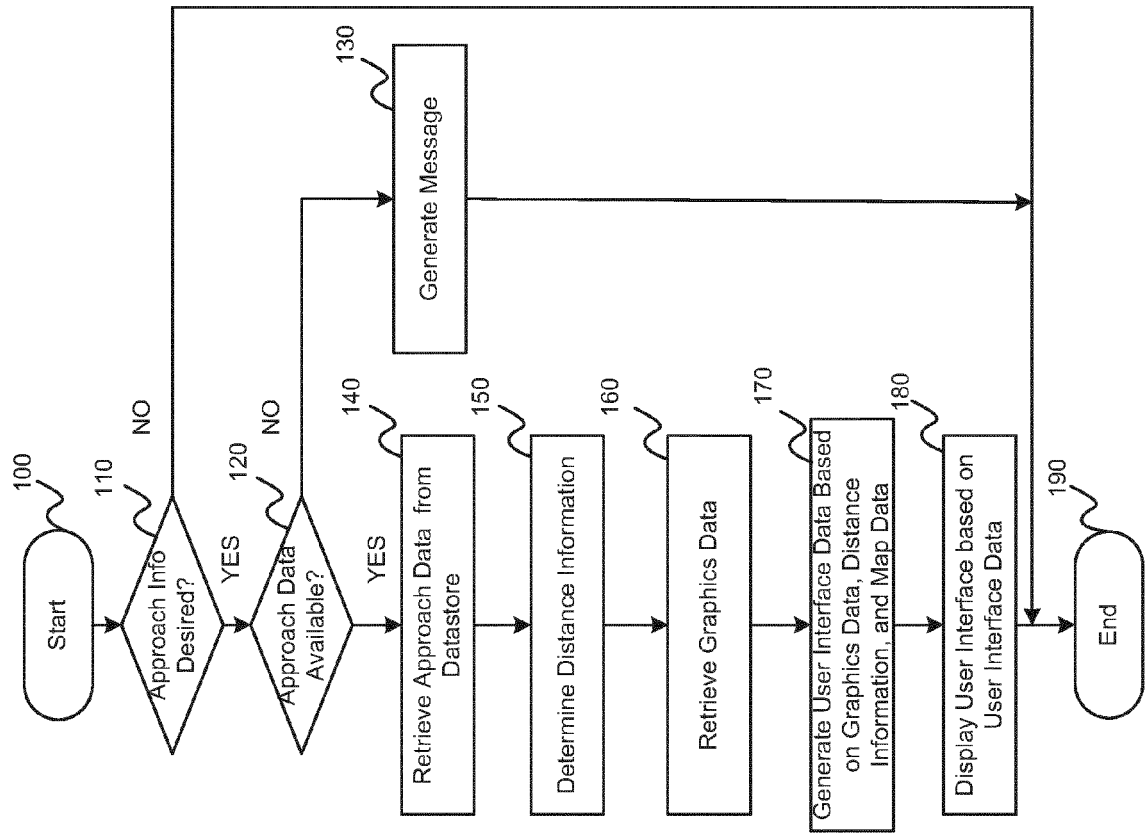 Start
100
Approach Info
Desired?
110
NO
YES
Approach Data
Available?
120
NO
YES
Generate Message
130
Retrieve Approach Data from
Datastore
140
Determine Distance Information
150
Retrieve Graphics Data
160
Generate User Interface Data Based
on Graphics Data, Distance
Information, and Map Data
170
Display User Interface based on
User Interface Data
180
End
190